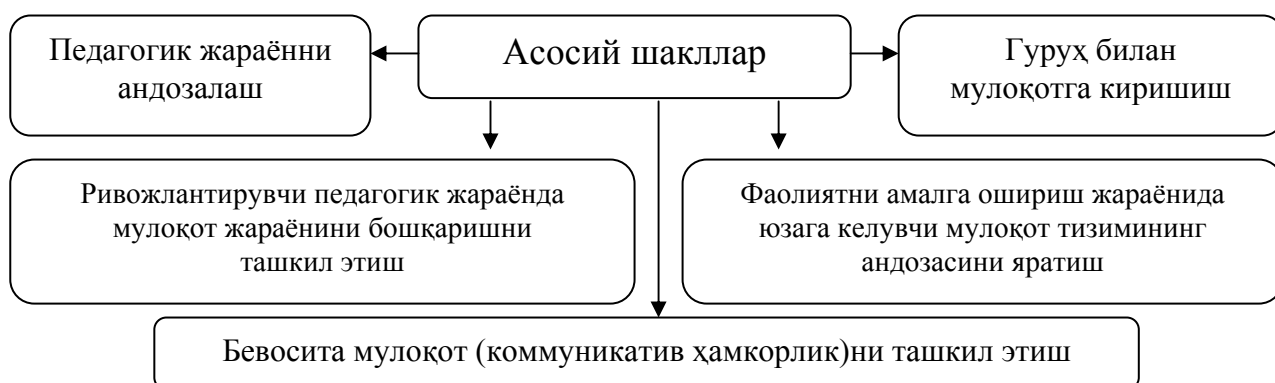 Педагогик жараённи
андозалаш
Асосий шакллар
Гуруҳ билан
мулоқотга киришиш
Ривожлантирувчи педагогик жараёнда
мулоқот жараёнини бошқаришни
ташкил этиш
Фаолиятни амалга ошириш жараёнида
юзага келувчи мулоқот тизимининг
андозасини яратиш
Бевосита мулоқот (коммуникатив ҳамкорлик)ни ташкил этиш